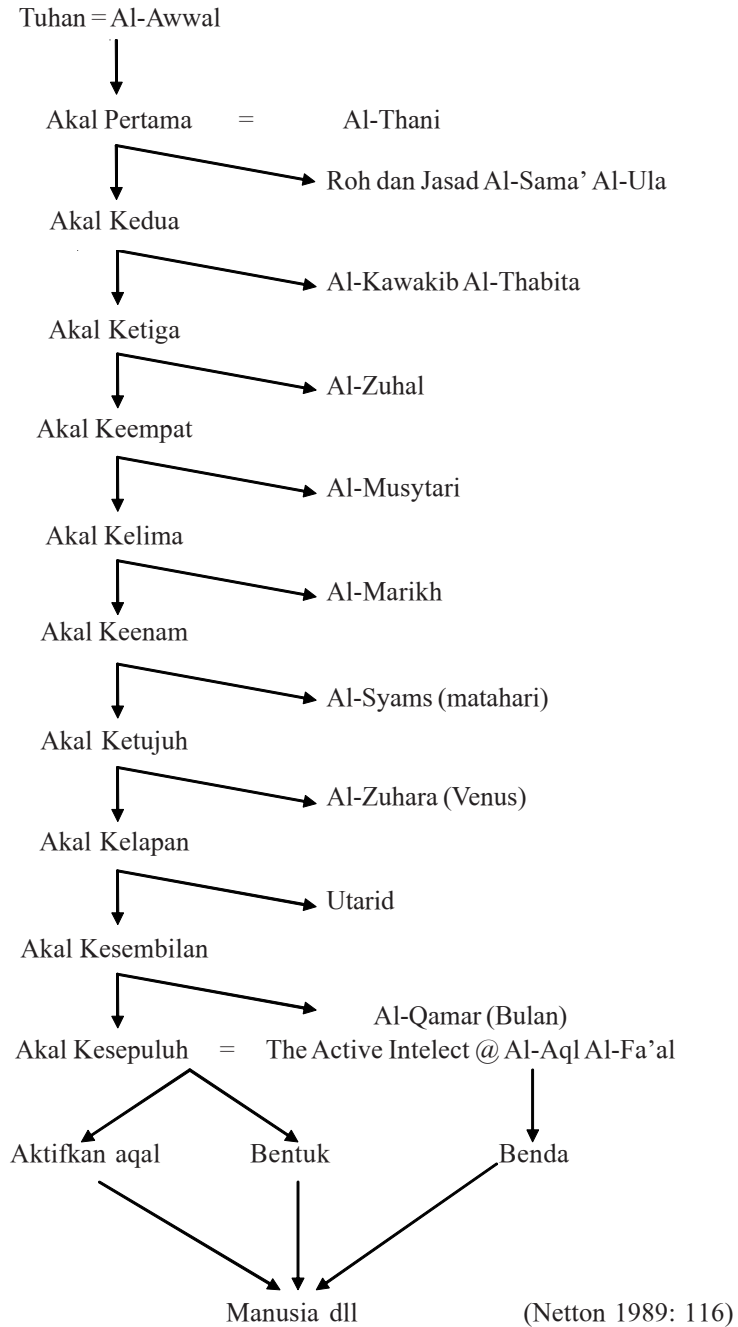 Tuhan = Al-Awwal
Akal Pertama = Al-Thani
Roh dan Jasad Al-Sama’ Al-Ula
Akal Kedua
Al-Kawakib Al-Thabita
Akal Ketiga
Al-Zuhal
Akal Keempat
Al-Musytari
Akal Kelima
Al-Marikh
Akal Keenam
Al-Syams (matahari)
Akal Ketujuh
Al-Zuhara (Venus)
Akal Kelapan
Utarid
Akal Kesembilan
Al-Qamar (Bulan)
Akal Kesepuluh = The Active Intelect @ Al-Aql Al-Fa’al
Aktifkan aqal Bentuk Benda
Manusia dll (Netton 1989: 116)